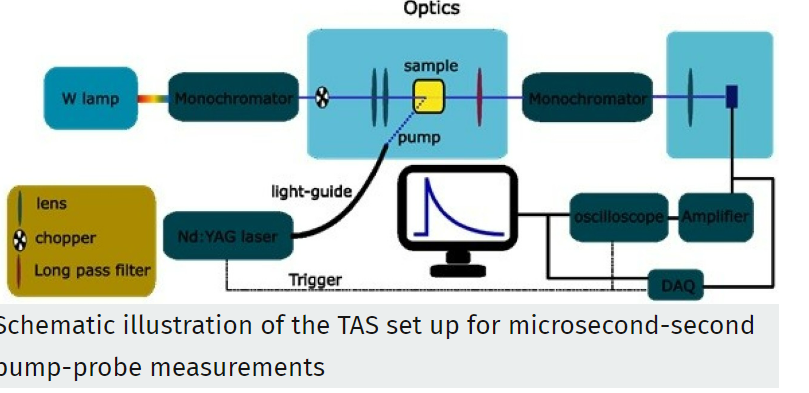 Optics
W lamp
Monochromator
sample
Monochromator
pump
light-guide
lens
chopper
Long pass filter
Nd:YAG laser
Trigger
oscilloscope
Amplifier
DAQ
Schematic illustration of the TAS set up for microsecond-second
pump-probe measurements